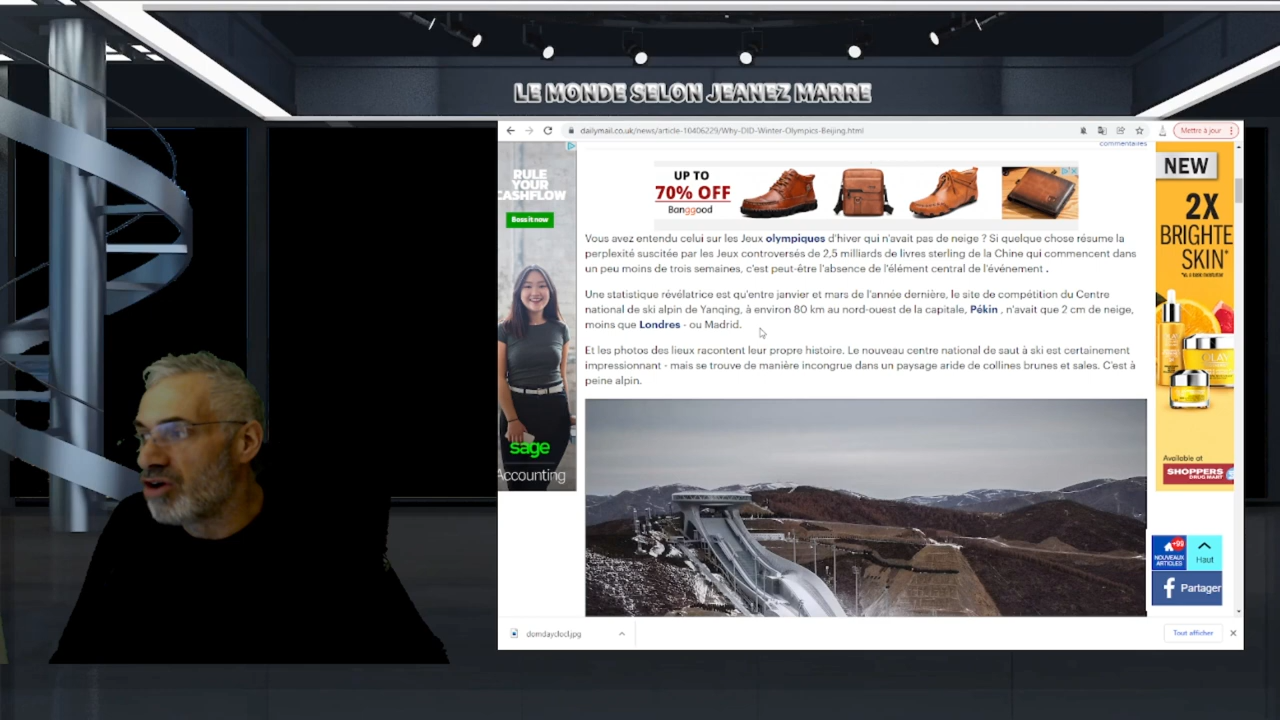 LE MONDE SELON JEANEZ MARRE
dailymail.co.uk/news/article-10406229/Why-DID-Winter-Olympics-Beijing.html
Mettre à jour
commentaires
RULE
YOUR
CASHFLOW
Boss it now
sage
Accounting
UP TO
70% OFF
Banggood
NEW
2X
BRIGHTE
SKIN*
Available at
SHOPPERS
DRUG MART
Vous avez entendu celui sur les Jeux olympiques d'hiver qui n'avait pas de neige ? Si quelque chose résume la
perplexité suscitée par les Jeux controversés de 2,5 milliards de livres sterling de la Chine qui commencent dans
un peu moins de trois semaines, c'est peut-être l'absence de l'élément central de l'événement .
Une statistique révélatrice est qu'entre janvier et mars de l'année dernière, le site de compétition du Centre
national de ski alpin de Yanqing, à environ 80 km au nord-ouest de la capitale, Pékin , n'avait que 2 cm de neige,
moins que Londres - ou Madrid.
Et les photos des lieux racontent leur propre histoire. Le nouveau centre national de saut à ski est certainement
impressionnant - mais se trouve de manière incongrue dans un paysage aride de collines brunes et sales. C'est à
peine alpin.
+99
NOUVEAUX
ARTICLES
Haut
Partager
domdayclocl.jpg
Tout afficher